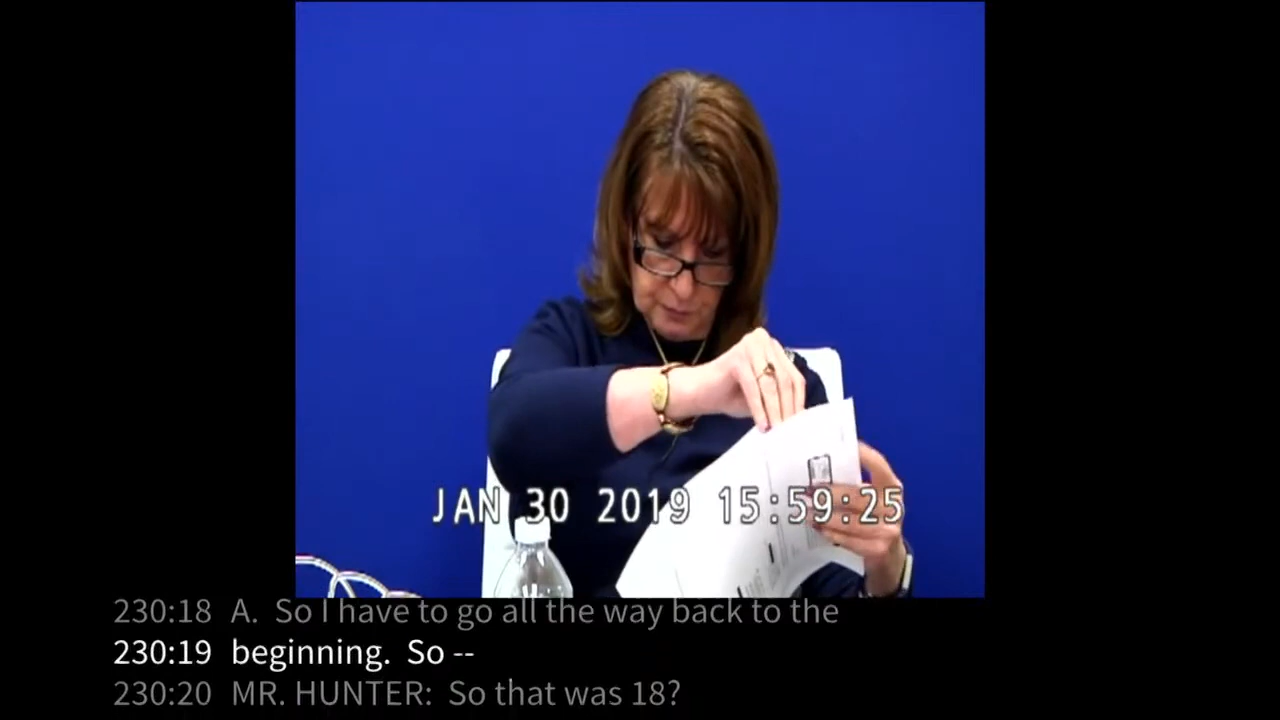 JAN 30 2019 15:59:25
230:18 A. So I have to go all the way back to the
230:19 beginning. So --
230:20 MR. HUNTER: So that was 18?